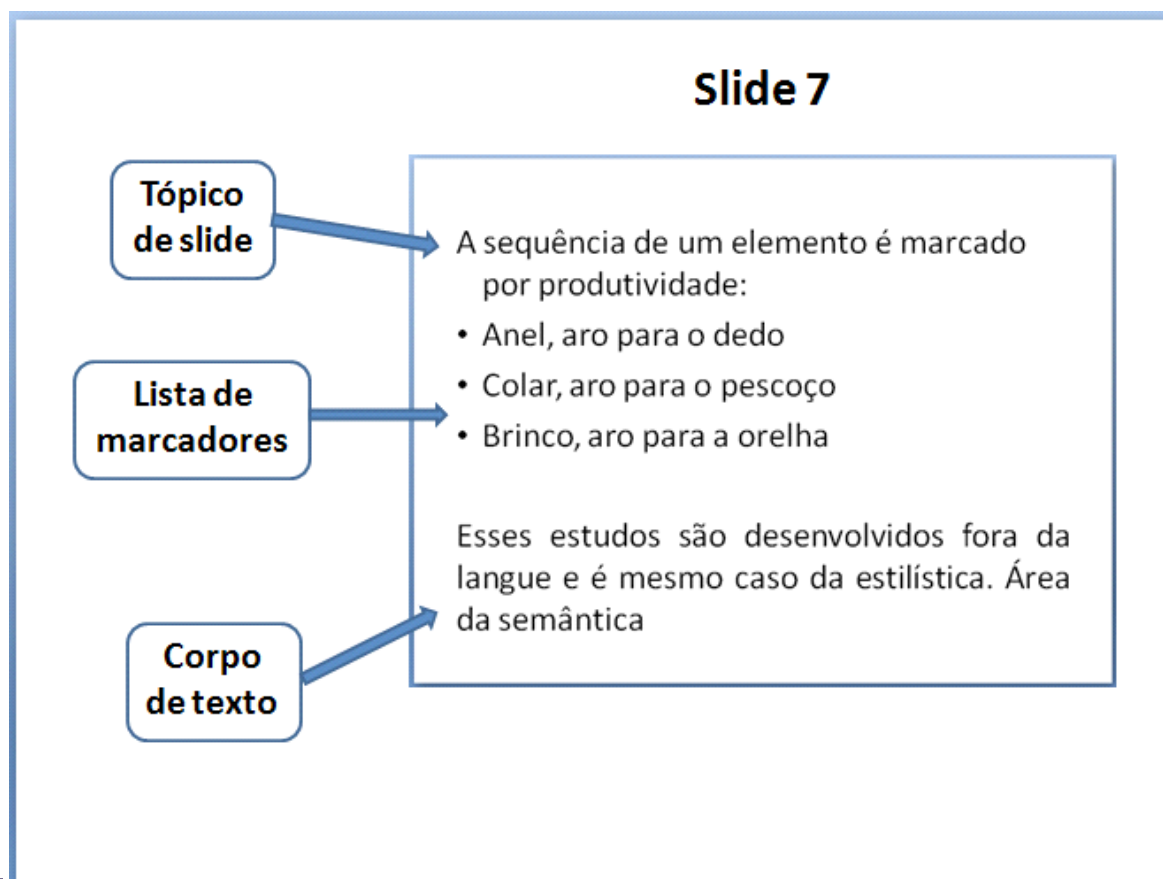 Slide 7
Tópico
de slide
A sequência de um elemento é marcado
por produtividade:
• Anel, aro para o dedo
• Colar, aro para o pescoço
• Brinco, aro para a orelha
Lista de
marcadores
Esses estudos são desenvolvidos fora da
langue e é mesmo caso da estilística. Área
da semântica
Corpo
de texto